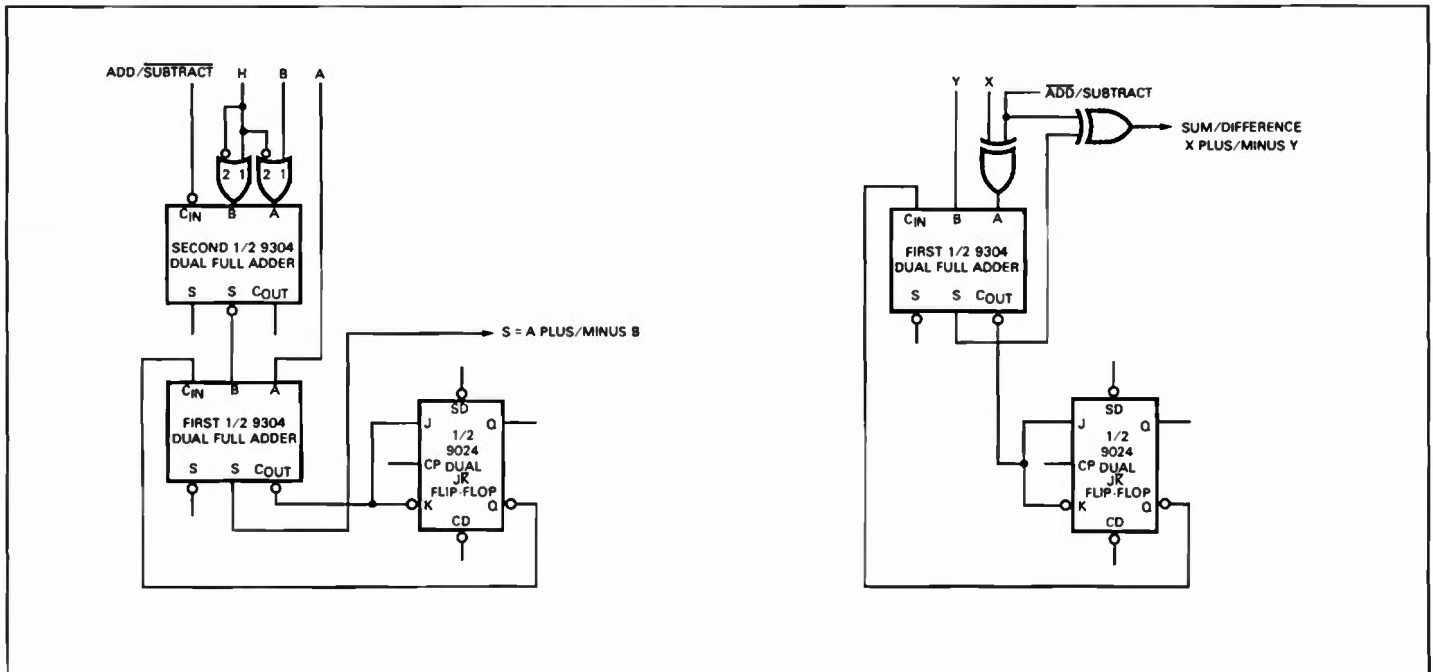 ADD/SUBTRACT H B A
2 1 2 1
CIN B A
SECOND 1/2 9304
DUAL FULL ADDER
S S COUT
S = A PLUS/MINUS B
CIN B A
FIRST 1/2 9304
DUAL FULL ADDER
S S COUT
SD
J Q
1/2
9024
CP DUAL
JK
FLIP-FLOP
K Q
CD
Y X
ADD/SUBTRACT
SUM/DIFFERENCE
X PLUS/MINUS Y
CIN B A
FIRST 1/2 9304
DUAL FULL ADDER
S S COUT
SD
J Q
1/2
9024
CP DUAL
JK
FLIP-FLOP
K Q
CD